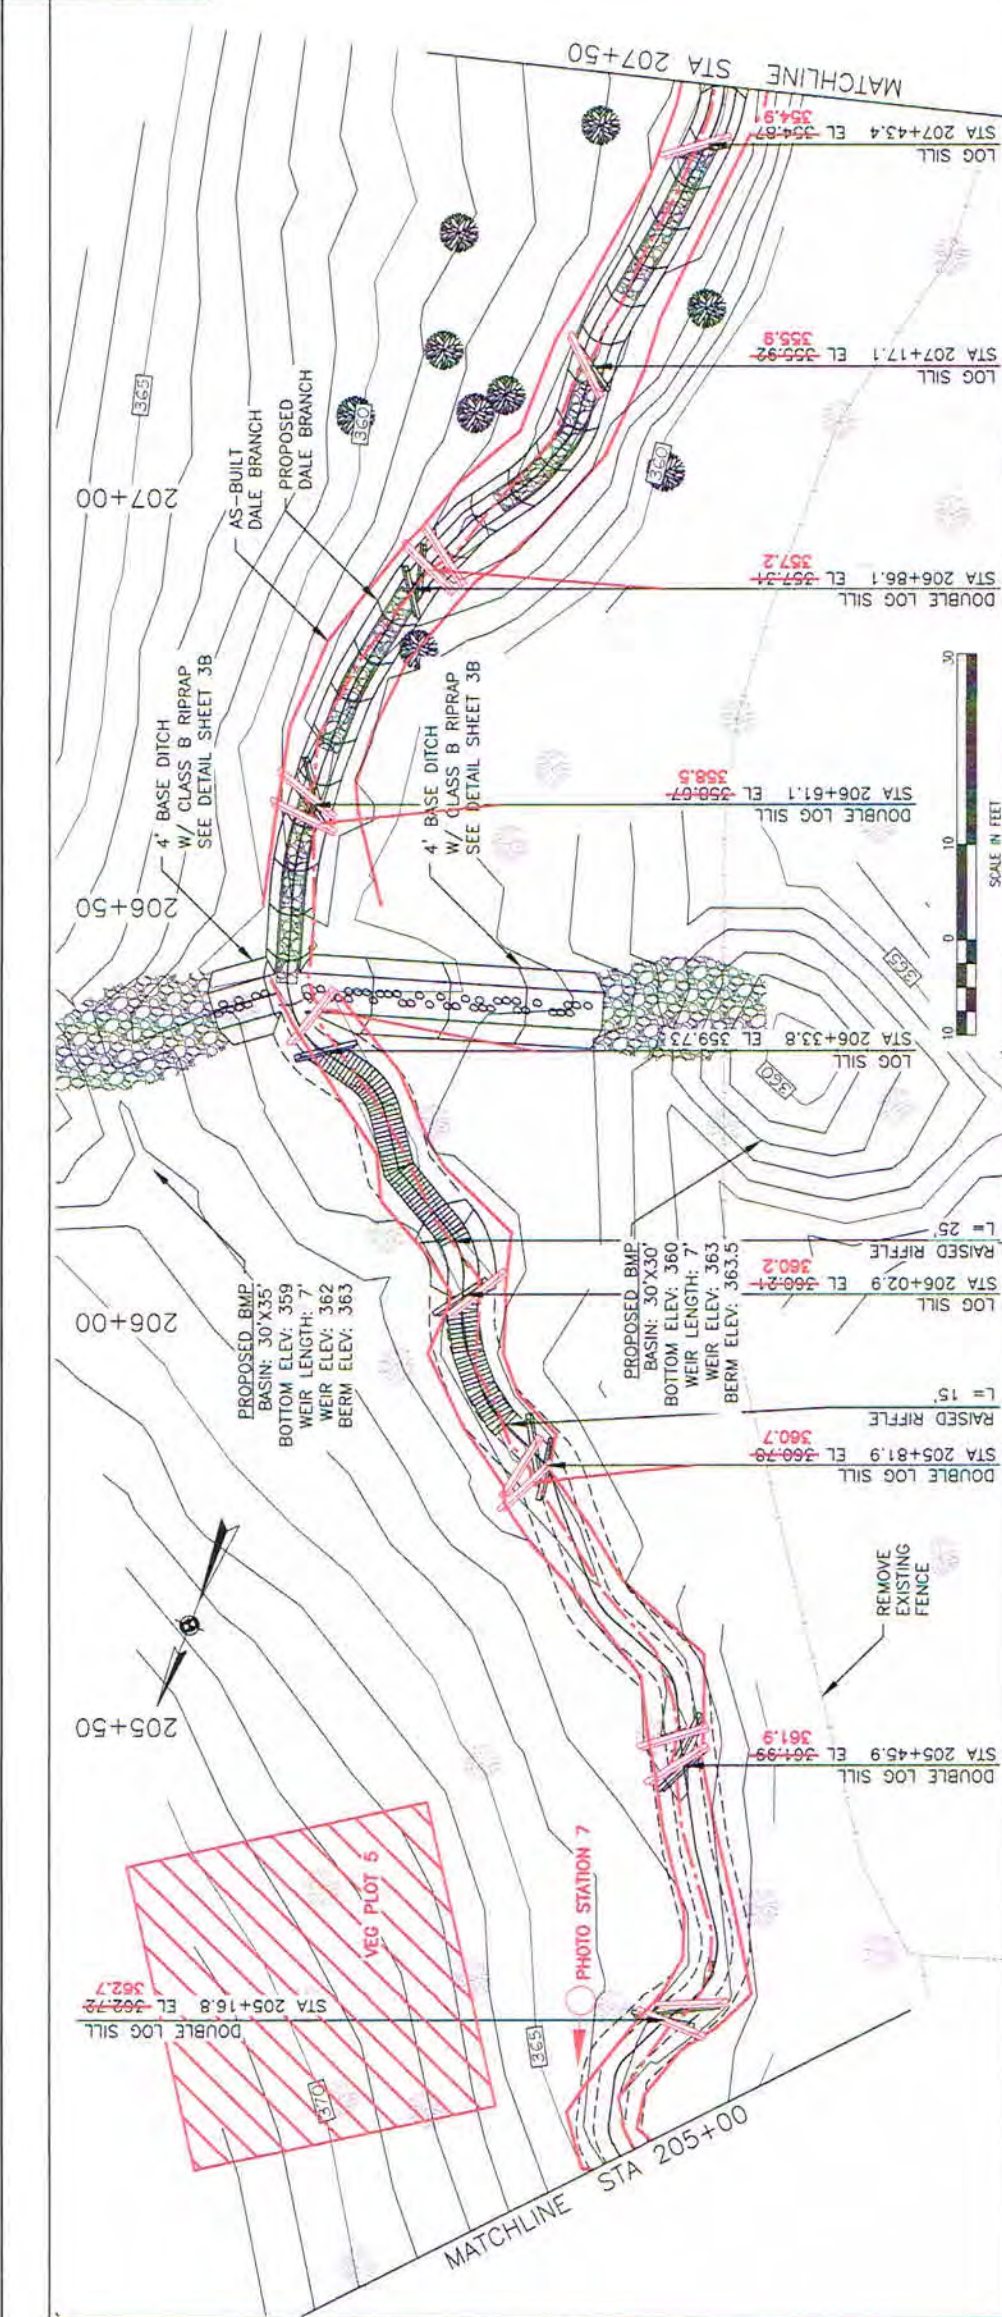 MATCHLINE STA 207+50
LOG SILL
STA 207+43.4 EL 354.87
354.9
LOG SILL
STA 207+17.1 EL 355.92
355.9
365
360
360
207+00
AS-BUILT
DALE BRANCH
PROPOSED
DALE BRANCH
DOUBLE LOG SILL
STA 206+86.1 EL 357.31
357.2
4' BASE DITCH
W/ CLASS B RIPRAP
SEE DETAIL SHEET 3B
4' BASE DITCH
W/ CLASS B RIPRAP
SEE DETAIL SHEET 3B
DOUBLE LOG SILL
STA 206+61.1 EL 358.67
358.5
30
10
0
10
SCALE IN FEET
206+50
365
360
LOG SILL
STA 206+33.8 EL 359.73
RAISED RIFFLE
L= 25'
LOG SILL
STA 206+02.9 EL 360.21
360.2
206+00
PROPOSED BMP
BASIN: 30'X35'
BOTTOM ELEV: 359
WEIR LENGTH: 7'
WEIR ELEV: 362
BERM ELEV: 363
PROPOSED BMP
BASIN: 30'X30'
BOTTOM ELEV: 360
WEIR LENGTH: 7'
WEIR ELEV: 363
BERM ELEV: 363.5
RAISED RIFFLE
L= 15'
DOUBLE LOG SILL
STA 205+81.9 EL 360.78
360.7
REMOVE
EXISTING
FENCE
205+50
DOUBLE LOG SILL
STA 205+45.9 EL 361.99
361.9
VEG PLOT 5
PHOTO STATION 7
DOUBLE LOG SILL
STA 205+16.8 EL 362.72
362.7
365
370
MATCHLINE STA 205+00